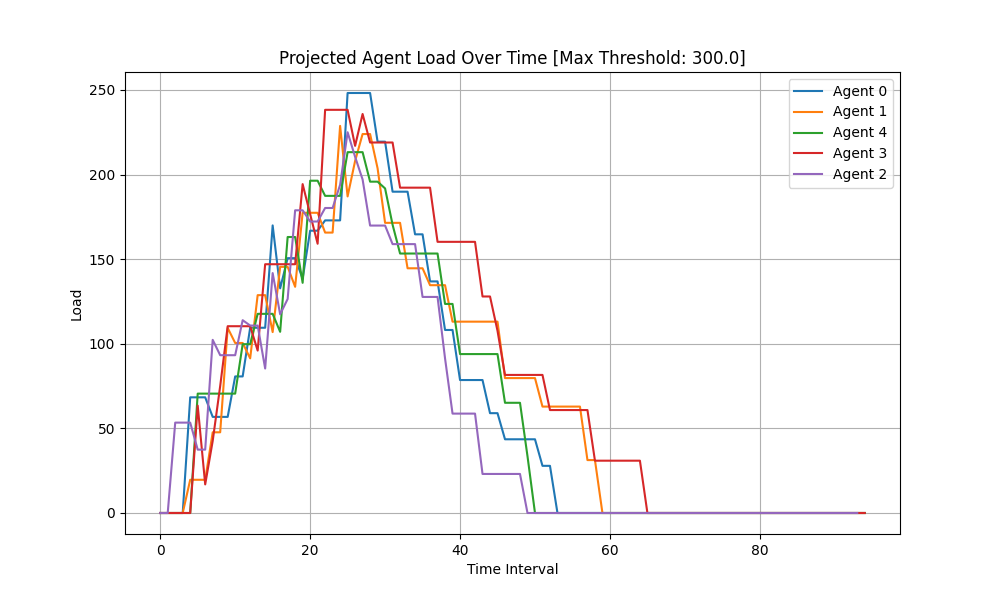 Projected Agent Load Over Time [Max Threshold: 300.0]
250
200
150
100
50
0
Load
0 20 40 60 80
Time Interval
Agent 0
Agent 1
Agent 4
Agent 3
Agent 2